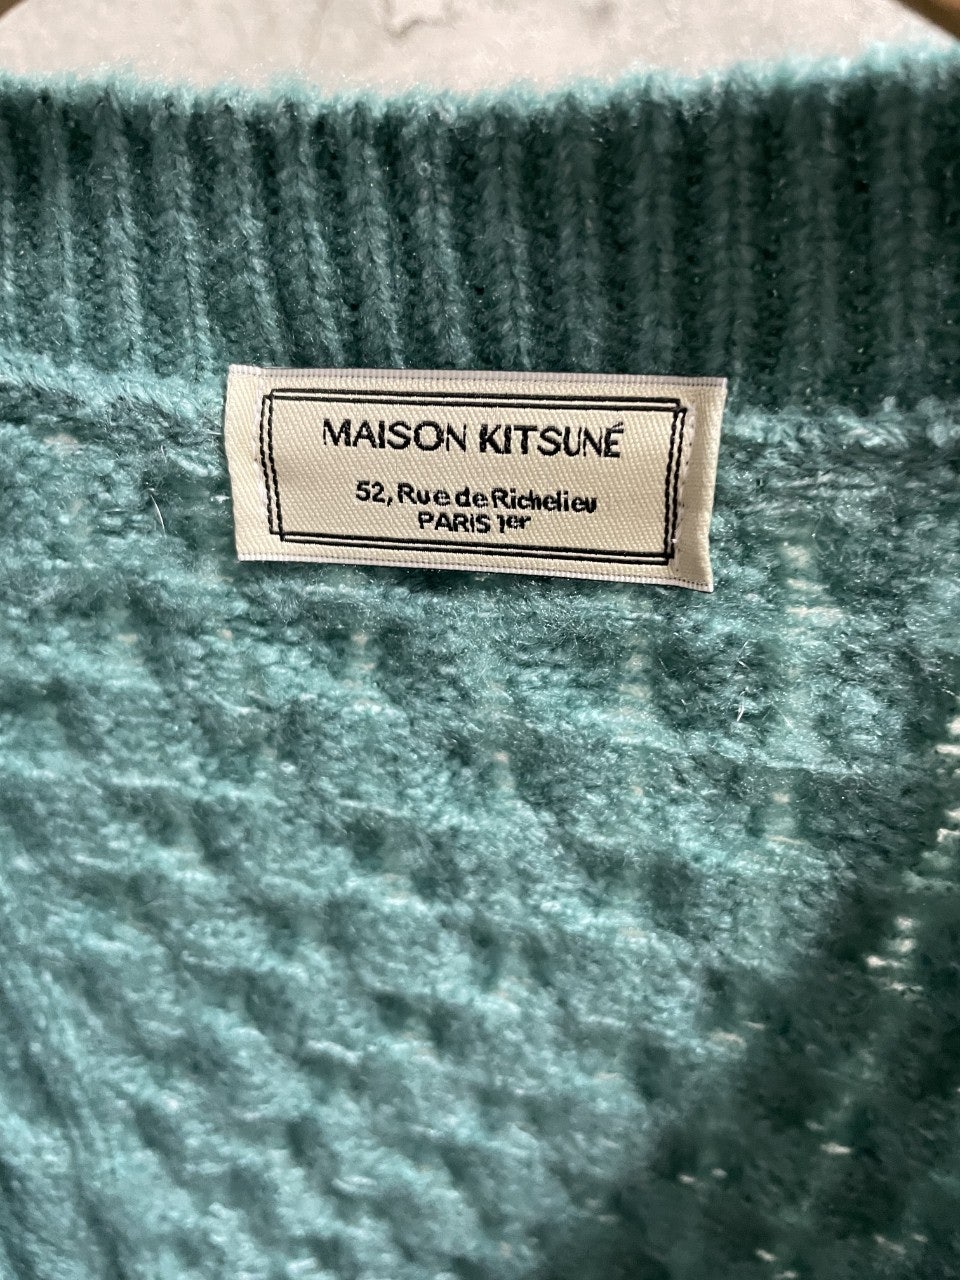 MAISON KITSUNÉ
52, Rue de Richelieu
PARIS 1er